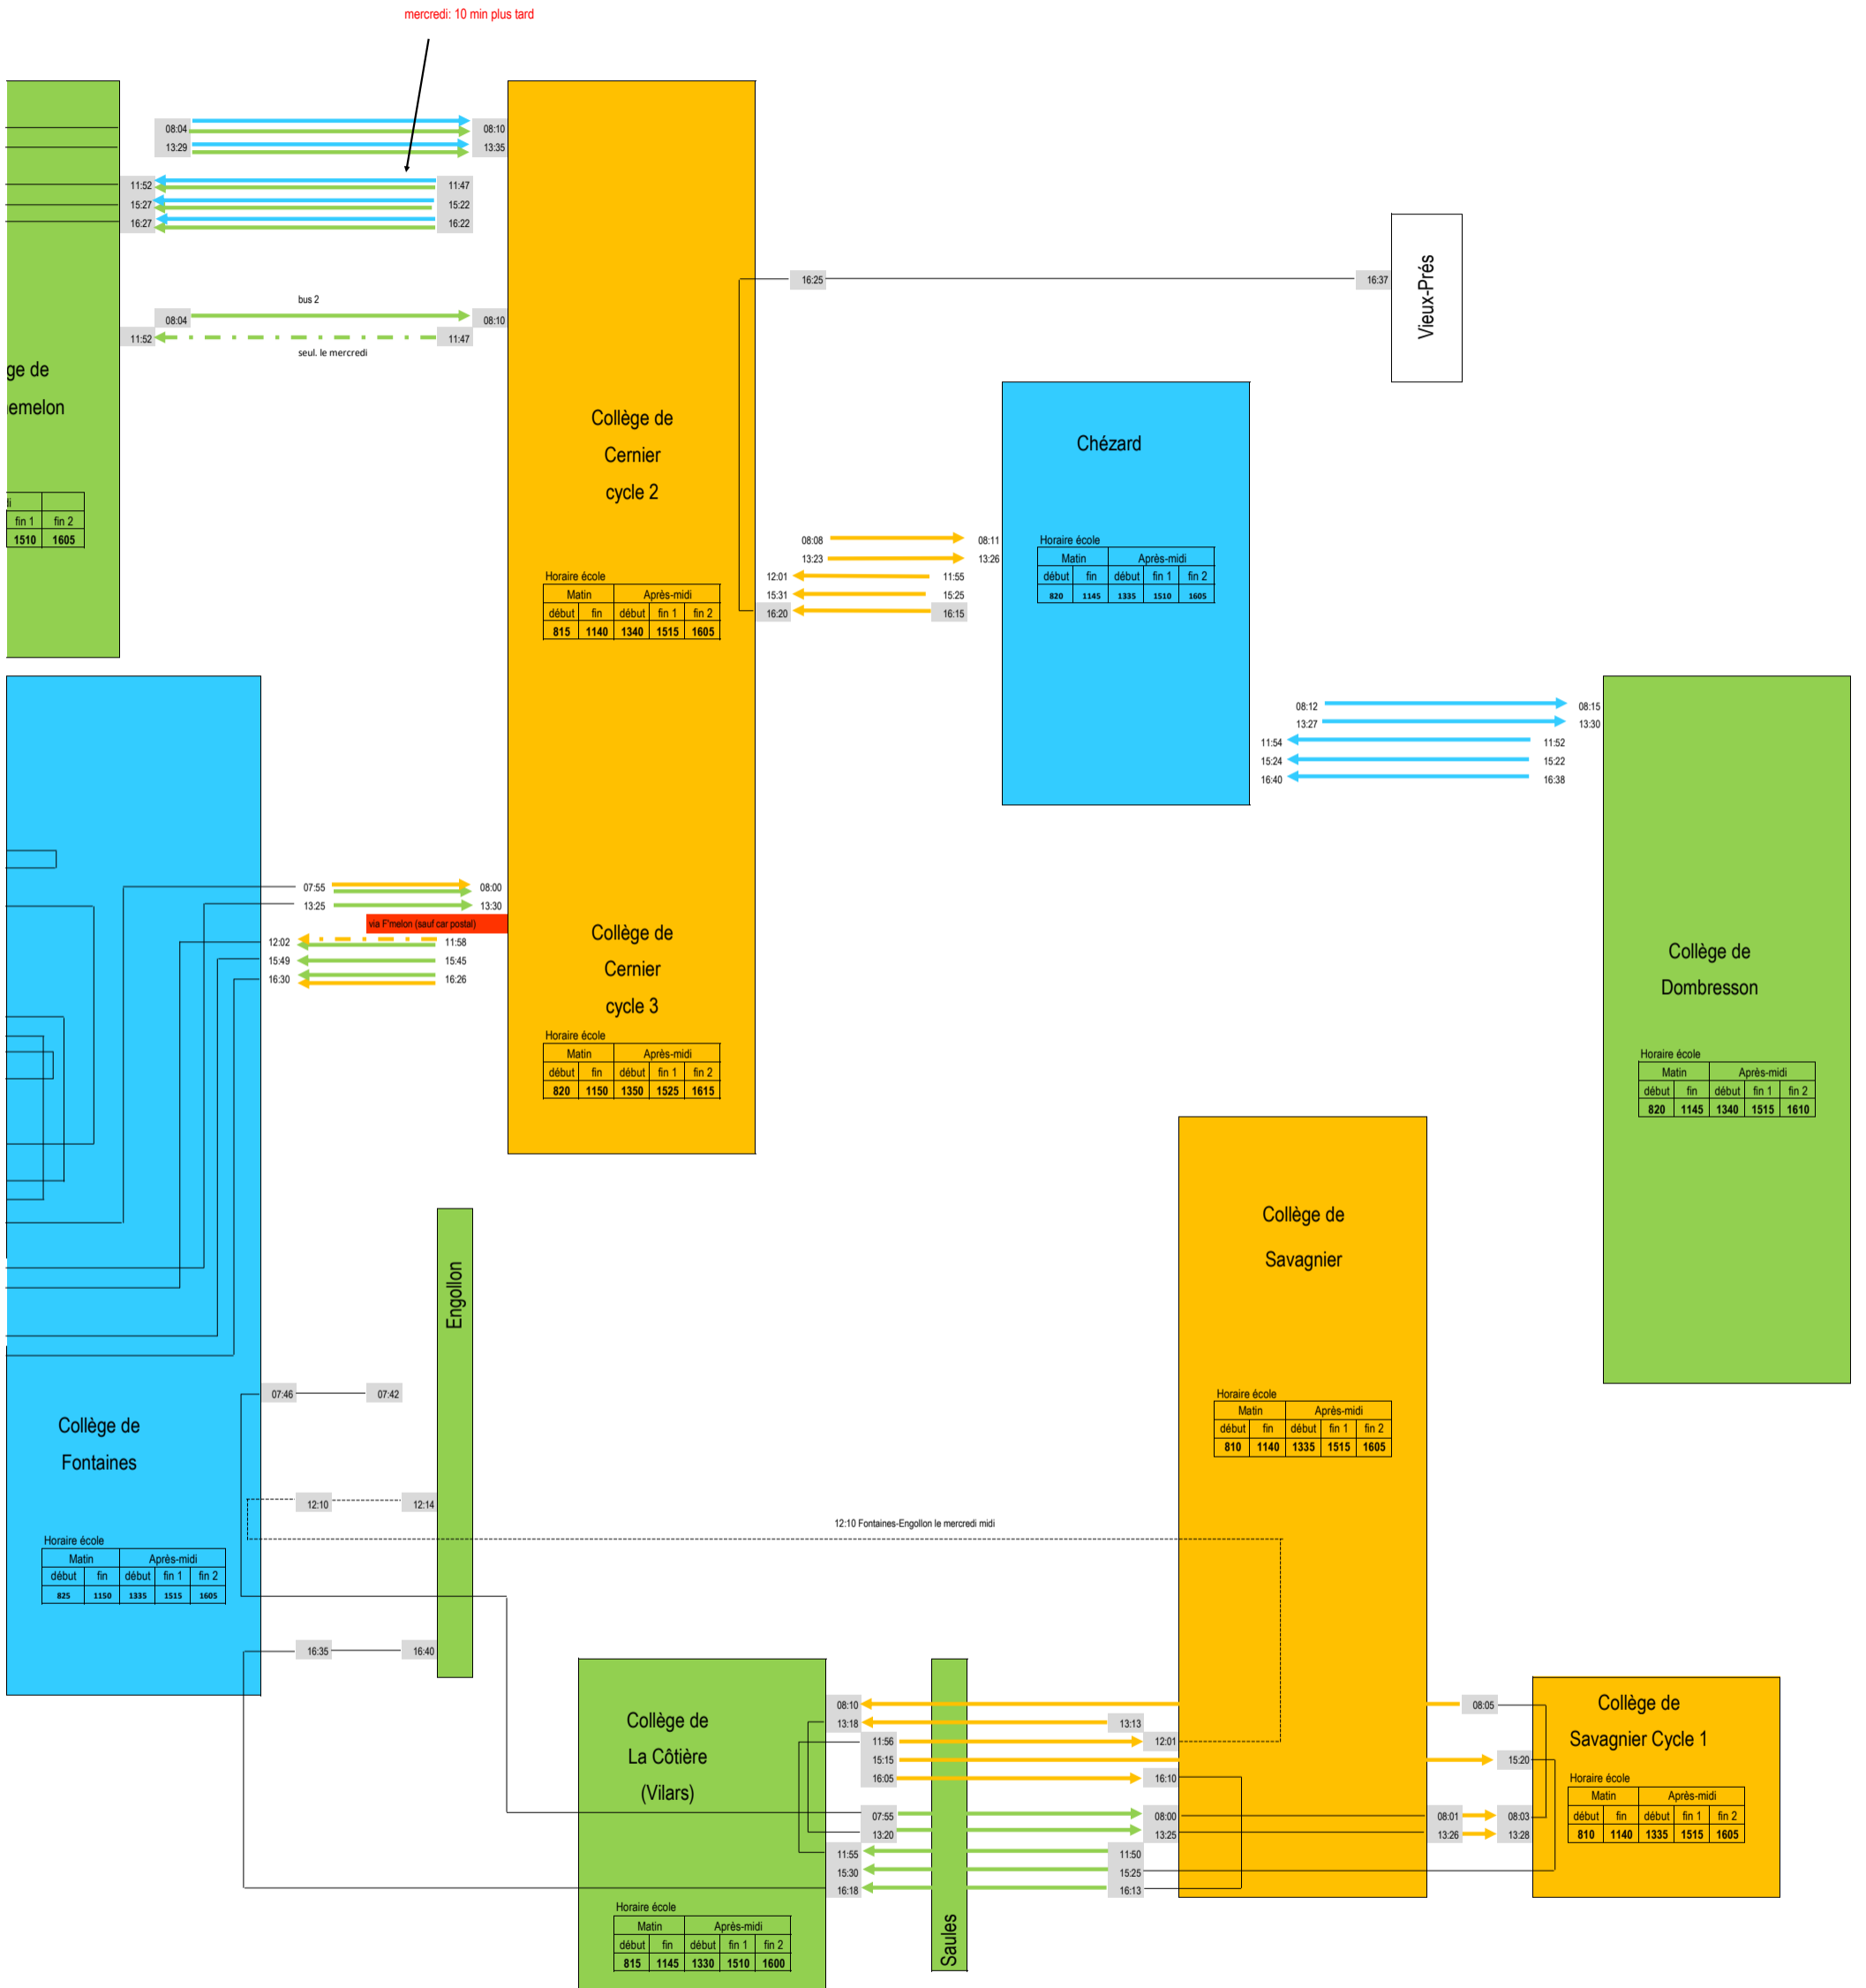 mercredi: 10 min plus tard
08:04
08:10
13:29
13:35
11:52
11:47
15:27
15:22
16:27
16:22
bus 2
08:04
08:10
11:52
11:47
seul. le mercredi
ge de
emelon
di
fin 1 fin 2
1510 1605
Collège de
Cernier
cycle 2
Horaire école
Matin Après-midi
début fin début fin 1 fin 2
815 1140 1340 1515 1605
16:25
16:37
Vieux-Prés
Chézard
Horaire école
Matin Après-midi
début fin début fin 1 fin 2
820 1145 1335 1510 1605
08:08
08:11
13:23
13:26
12:01
11:55
15:31
15:25
16:20
16:15
08:12
08:15
13:27
13:30
11:54
11:52
15:24
15:22
16:40
16:38
07:55
08:00
13:25
13:30
via F'melon (sauf car postal)
12:02
11:58
15:49
15:45
16:30
16:26
Collège de
Cernier
cycle 3
Horaire école
Matin Après-midi
début fin début fin 1 fin 2
820 1150 1350 1525 1615
Collège de
Dombresson
Horaire école
Matin Après-midi
début fin début fin 1 fin 2
820 1145 1340 1515 1610
Collège de
Savagnier
Horaire école
Matin Après-midi
début fin début fin 1 fin 2
810 1140 1335 1515 1605
Engollon
07:46
07:42
Collège de
Fontaines
12:10
12:14
12:10 Fontaines-Engollon le mercredi midi
Horaire école
Matin Après-midi
début fin début fin 1 fin 2
825 1150 1335 1515 1605
16:35
16:40
Collège de
La Côtière
(Vilars)
Horaire école
Matin Après-midi
début fin début fin 1 fin 2
815 1145 1330 1510 1600
Saules
08:10
08:05
13:18
13:13
11:56
12:01
15:15
15:20
16:05
16:10
07:55
08:00
08:01
08:03
13:20
13:25
13:26
13:28
11:55
11:50
15:30
15:25
16:18
16:13
Collège de
Savagnier Cycle 1
Horaire école
Matin Après-midi
début fin début fin 1 fin 2
810 1140 1335 1515 1605